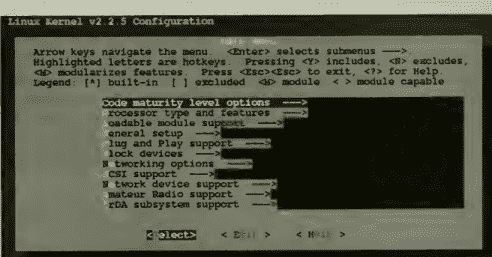 Linux Kernel v2.2.5 Configuration
Arrow keys navigate the menu. <Enter> selects submenus --->.
Highlighted letters are hotkeys. Pressing <Y> includes, <N> excludes,
<M> modularizes features. Press <Esc><Esc> to exit, <?> for Help.
Legend: [*] built-in [ ] excluded <M> module < > module capable
Code maturity level options --->
rocessor type and features --->
oadable module support --->
eneral setup --->
lug and Play support --->
lock devices --->
N tworking options --->
CSI support --->
N twork device support --->
mateur Radio support --->
rDA subsystem support --->
<Select> < Exit > < Help >